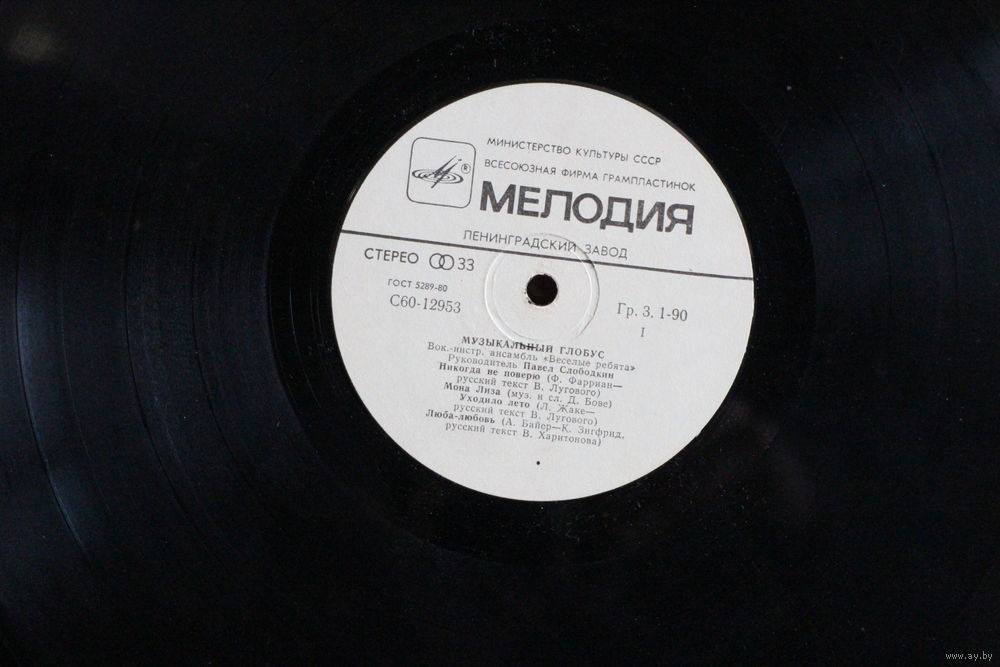 МИНИСТЕРСТВО КУЛЬТУРЫ СССР
ВСЕСОЮЗНАЯ ФИРМА ГРАМПЛАСТИНОК
®
МЕЛОДИЯ
ЛЕНИНГРАДСКИЙ ЗАВОД
СТЕРЕО 33
ГОСТ 5289-80
С60-12953
Гр. 3. 1-90
I
МУЗЫКАЛЬНЫЙ ГЛОБУС
Вок.-инстр. ансамбль «Веселые ребята»
Руководитель Павел Слободкин
Никогда не поверю (Ф. Фарриан—
русский текст В. Лугового)
Мона Лиза (муз. и сл. Д. Бове)
Уходило лето (Л. Жаке—
русский текст В. Лугового)
Люба-любовь (А. Байер—К. Зигфрид,
русский текст В. Харитонова)
www.ay.by